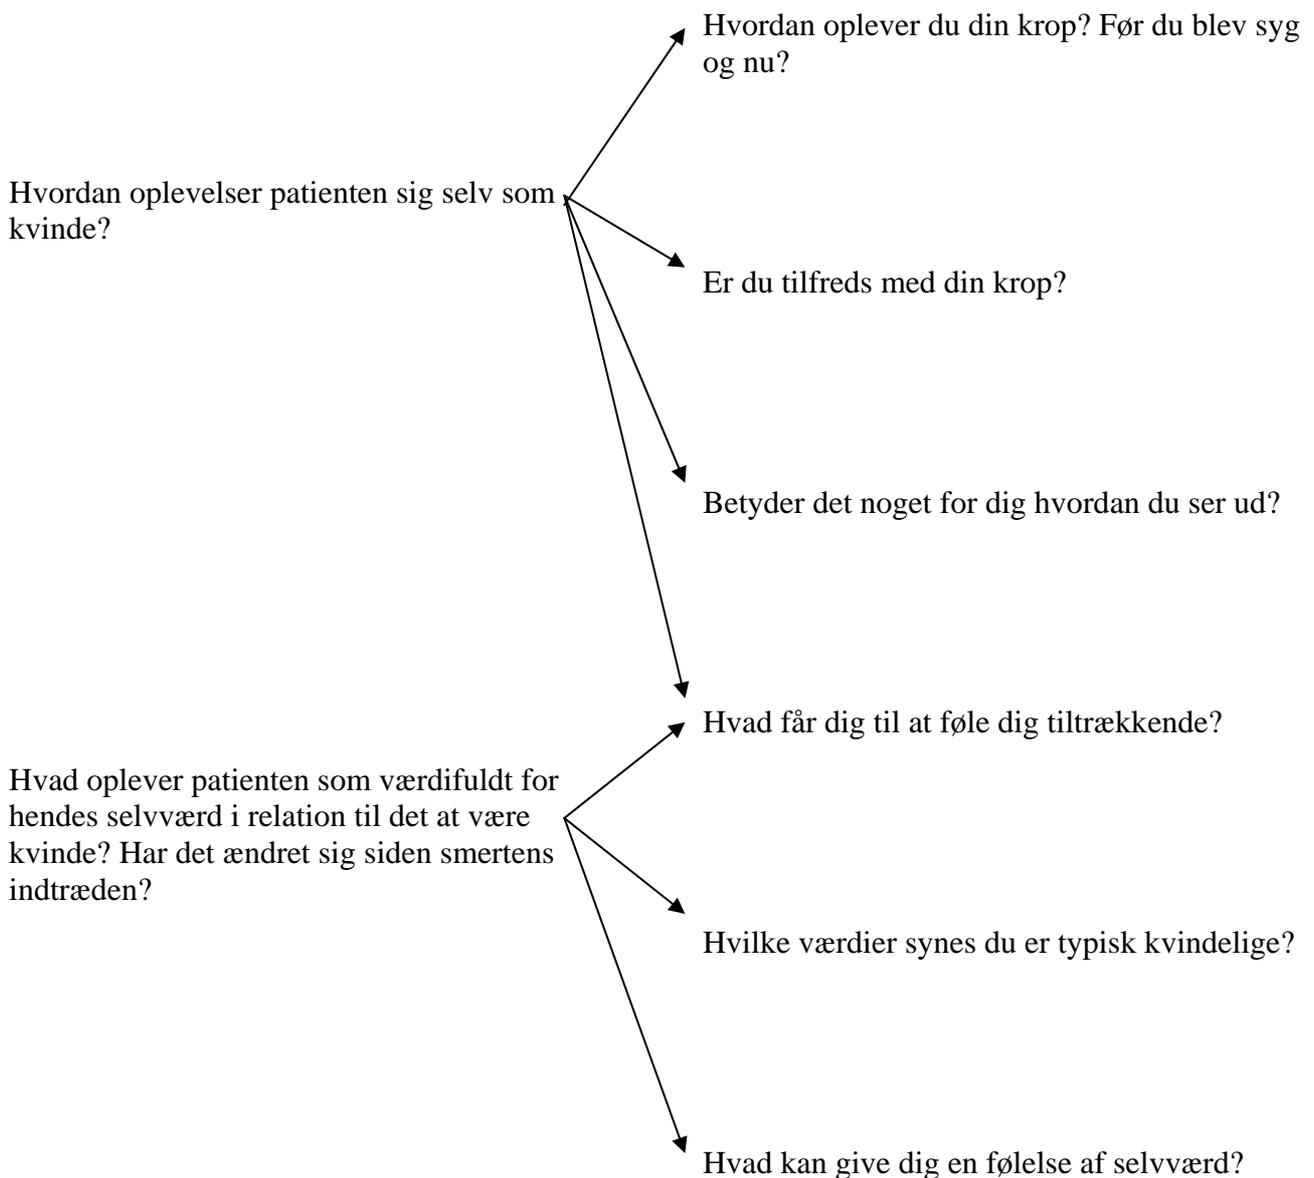 Hvordan oplever du din krop? Før du blev syg
og nu?
Hvordan oplevelser patienten sig selv som
kvinde?
Er du tilfreds med din krop?
Betyder det noget for dig hvordan du ser ud?
Hvad får dig til at føle dig tiltrækkende?
Hvad oplever patienten som værdifuldt for
hendes selvværd i relation til det at være
kvinde? Har det ændret sig siden smertens
indtræden?
Hvilke værdier synes du er typisk kvindelige?
Hvad kan give dig en følelse af selvværd?